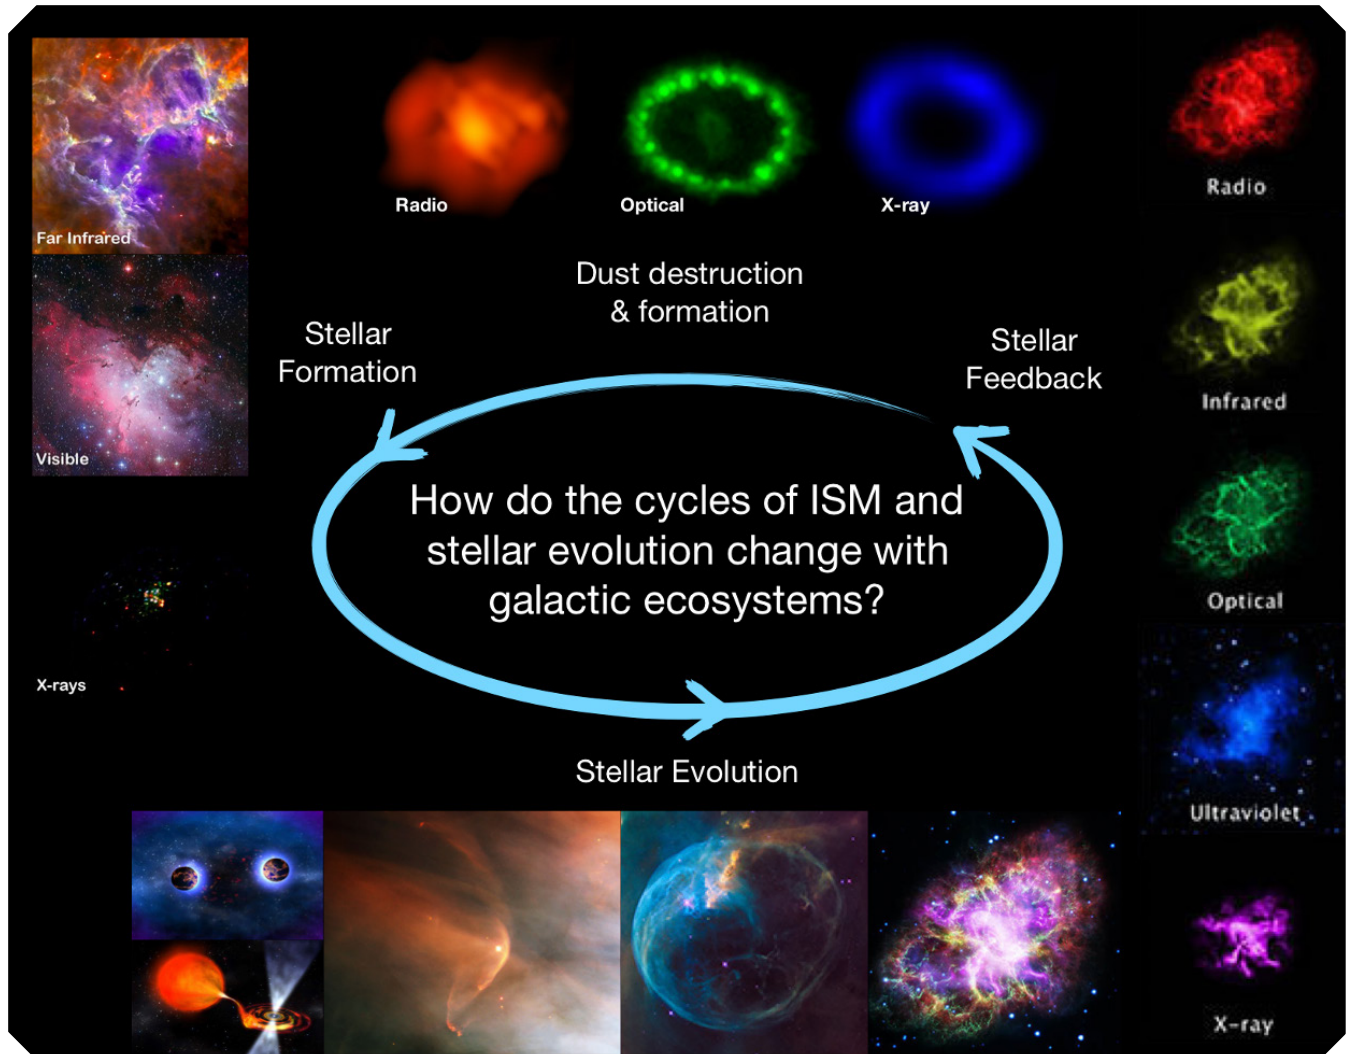 Far Infrared
Visible
X-rays
Radio
Optical
X-ray
Dust destruction
& formation
Stellar
Formation
Stellar
Feedback
How do the cycles of ISM and
stellar evolution change with
galactic ecosystems?
Stellar Evolution
Radio
Infrared
Optical
Ultraviolet
X-ray